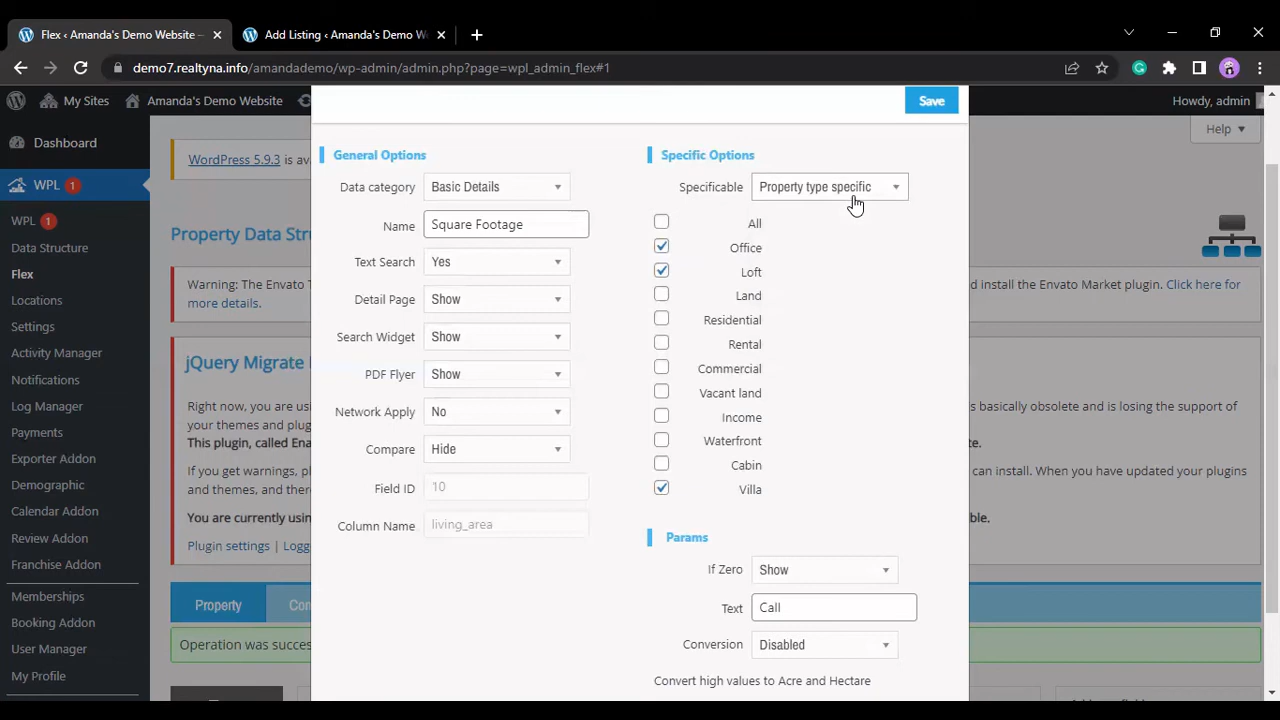 Flex ‹ Amanda's Demo Website –
Add Listing ‹ Amanda's Demo W
demo7.realtyna.info/amandademo/wp-admin/admin.php?page=wpl_admin_flex#1
My Sites
Amanda's Demo Website
Howdy, admin
Dashboard
WPL 1
WPL 1
Data Structure
Flex
Locations
Settings
Activity Manager
Notifications
Log Manager
Payments
Exporter Addon
Demographic
Calendar Addon
Review Addon
Franchise Addon
Memberships
Booking Addon
User Manager
My Profile
Help
WordPress 5.9.3 is av
Property Data Str
Warning: The Envato T
more details.
d install the Envato Market plugin. Click here for
jQuery Migrate
Right now, you are us
your themes and plug
This plugin, called Ena
If you get warnings, pl
and themes, and there
You are currently usin
Plugin settings | Logg
s basically obsolete and is losing the support of
can install. When you have updated your plugins
Property
Con
Operation was succes
Save
General Options
Data category Basic Details
Name Square Footage
Text Search Yes
Detail Page Show
Search Widget Show
PDF Flyer Show
Network Apply No
Compare Hide
Field ID 10
Column Name living_area
Specific Options
Specificable Property type specific
All
Office
Loft
Land
Residential
Rental
Commercial
Vacant land
Income
Waterfront
Cabin
Villa
Params
If Zero Show
Text Call
Conversion Disabled
Convert high values to Acre and Hectare